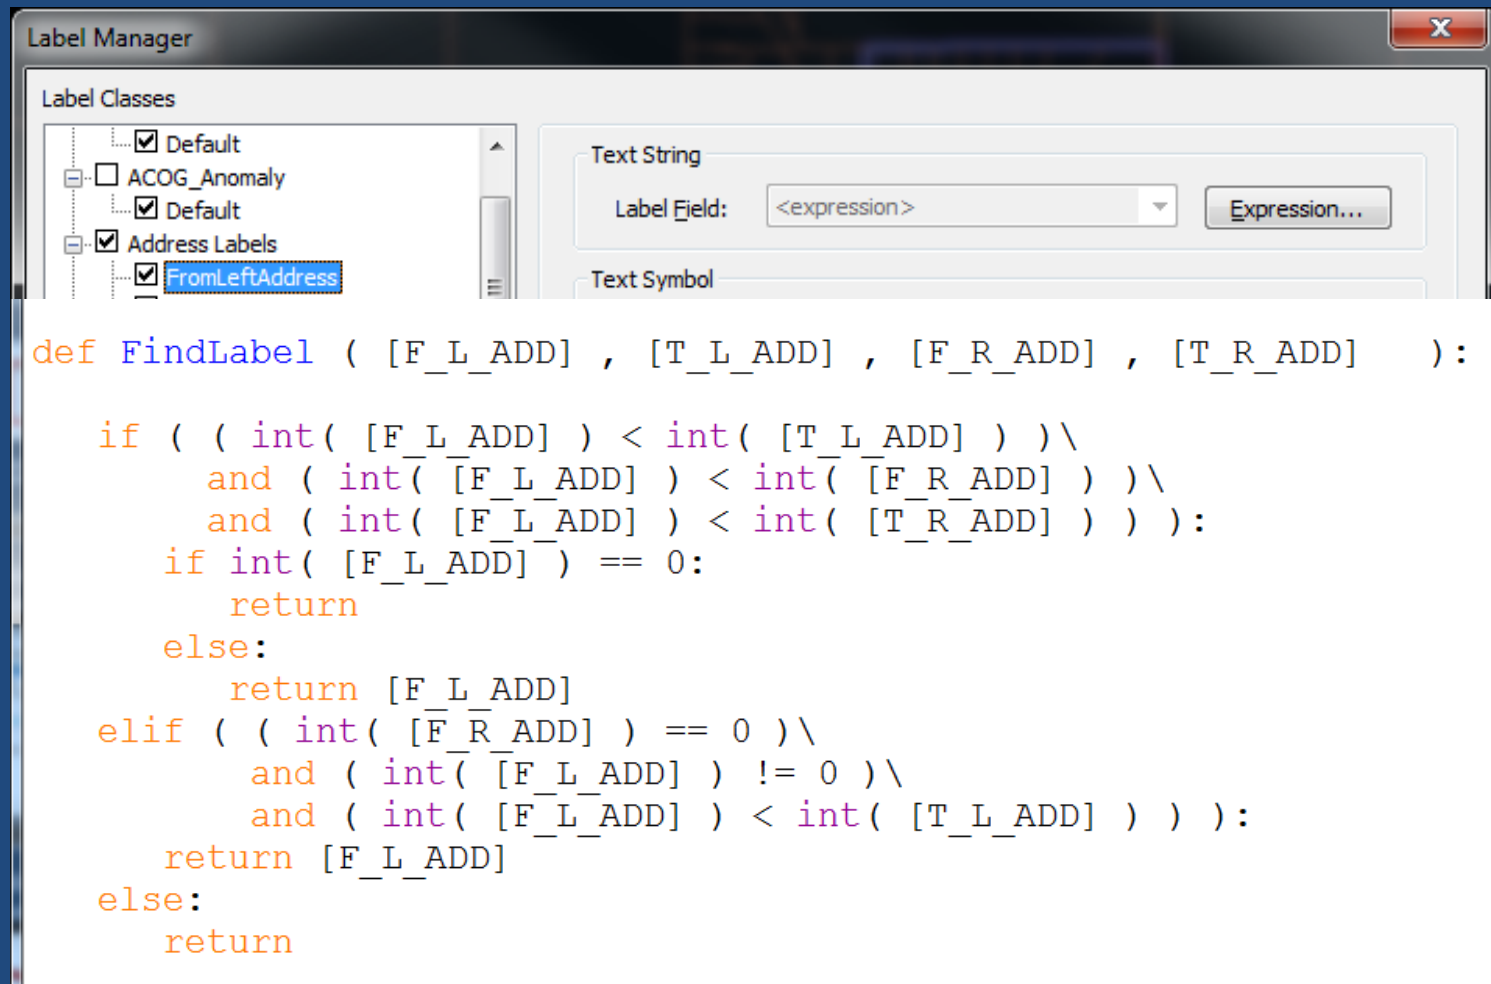 Label Manager
x
Label Classes
Default
ACOG_Anomaly
Default
Address Labels
FromLeftAddress
Text String
Label Field: <expression> Expression...
Text Symbol
def FindLabel ( [F_L_ADD] , [T_L_ADD] , [F_R_ADD] , [T_R_ADD]   ):
   if ( ( int( [F_L_ADD] ) < int( [T_L_ADD] ) )\
        and ( int( [F_L_ADD] ) < int( [F_R_ADD] ) )\
        and ( int( [F_L_ADD] ) < int( [T_R_ADD] ) ) ):
      if int( [F_L_ADD] ) == 0:
         return
      else:
         return [F_L_ADD]
   elif ( ( int( [F_R_ADD] ) == 0 )\
          and ( int( [F_L_ADD] ) != 0 )\
          and ( int( [F_L_ADD] ) < int( [T_L_ADD] ) ) ):
      return [F_L_ADD]
   else:
      return